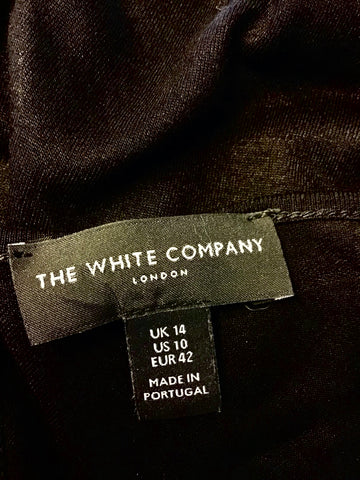 THE WHITE COMPANY
LONDON
UK 14
US 10
EUR 42
MADE IN
PORTUGAL